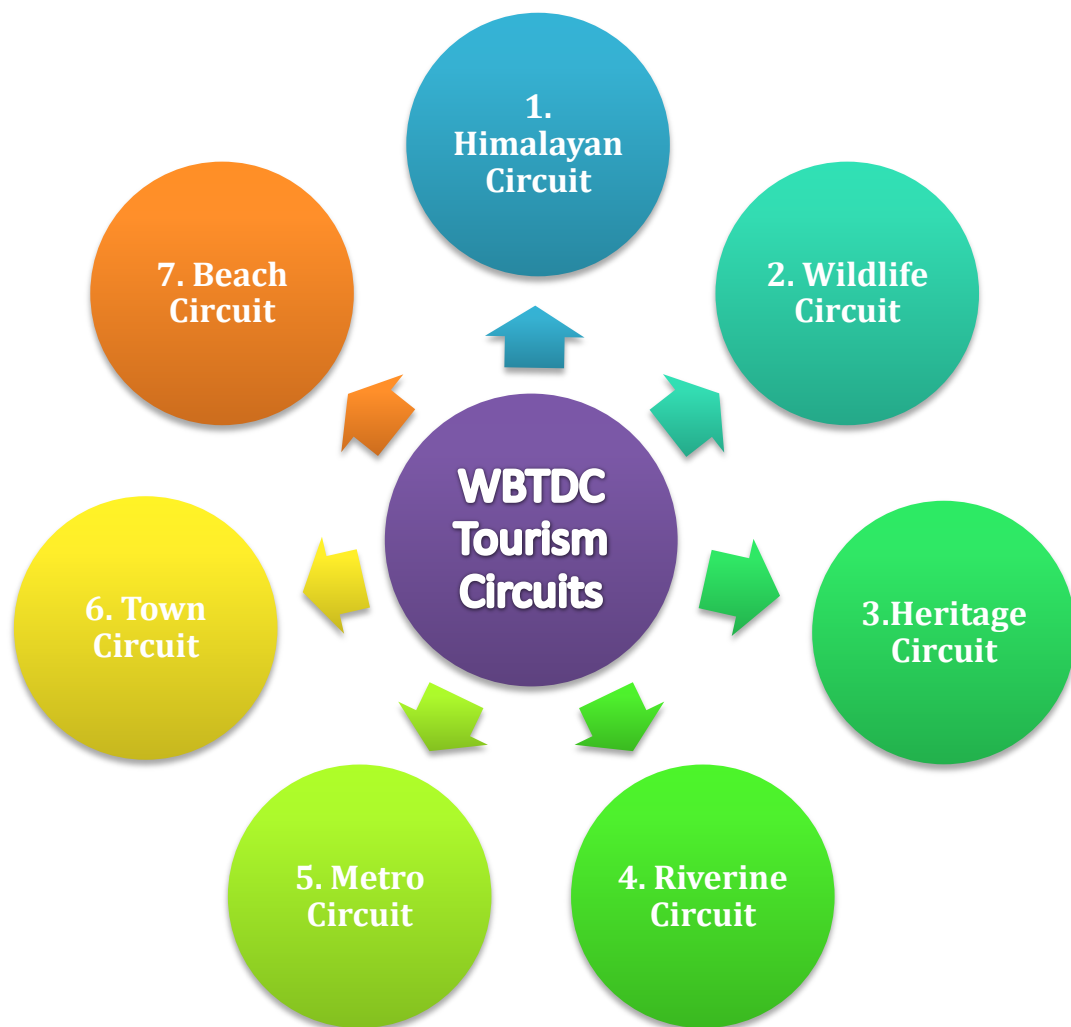 WBTDC
Tourism
Circuits
1.
Himalayan
Circuit
2. Wildlife
Circuit
3.Heritage
Circuit
4. Riverine
Circuit
5. Metro
Circuit
6. Town
Circuit
7. Beach
Circuit